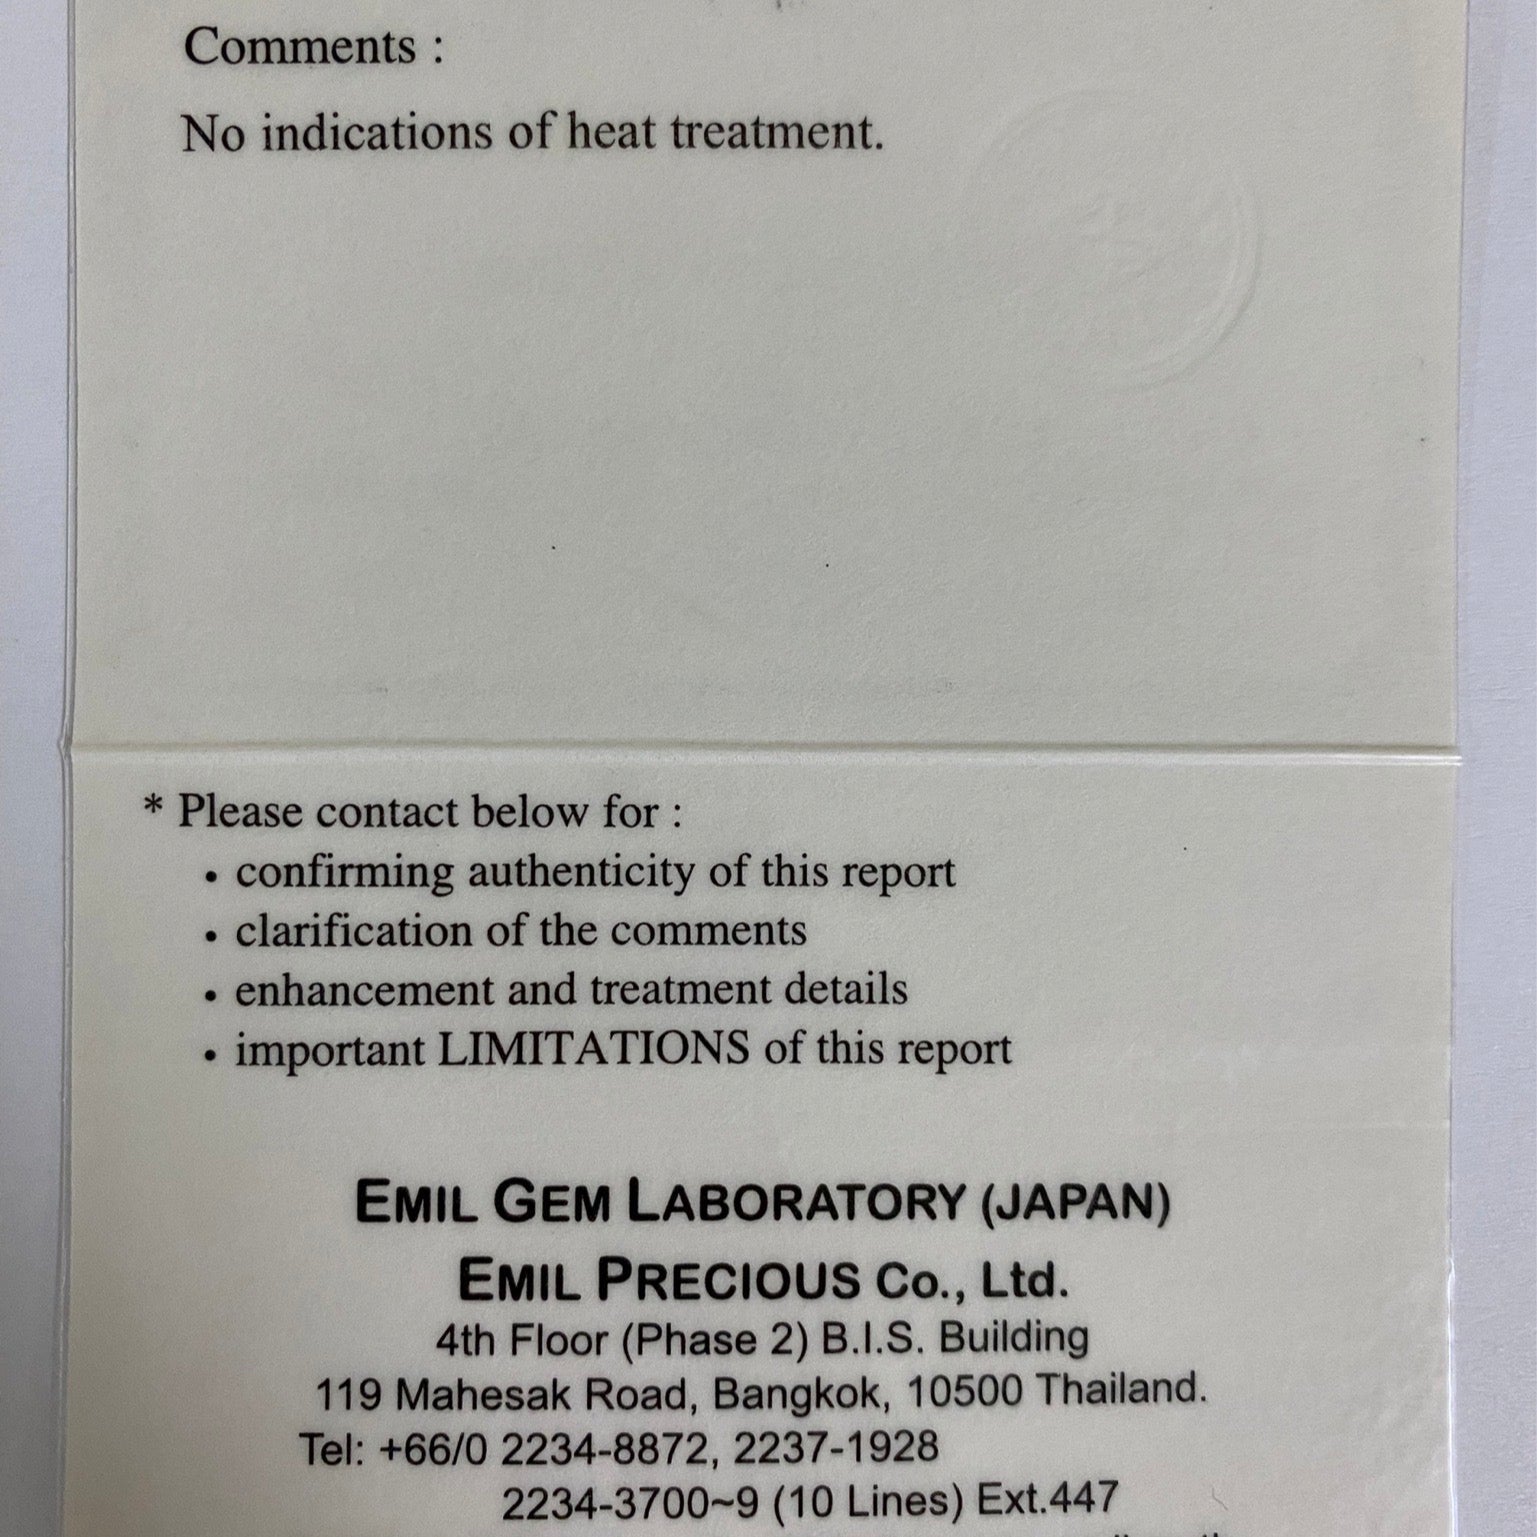 Comments :
No indications of heat treatment.
* Please contact below for :
• confirming authenticity of this report
• clarification of the comments
• enhancement and treatment details
• important LIMITATIONS of this report
EMIL GEM LABORATORY (JAPAN)
EMIL PRECIOUS Co., Ltd.
4th Floor (Phase 2) B.I.S. Building
119 Mahesak Road, Bangkok, 10500 Thailand.
Tel: +66/0 2234-8872, 2237-1928
2234-3700~9 (10 Lines) Ext.447